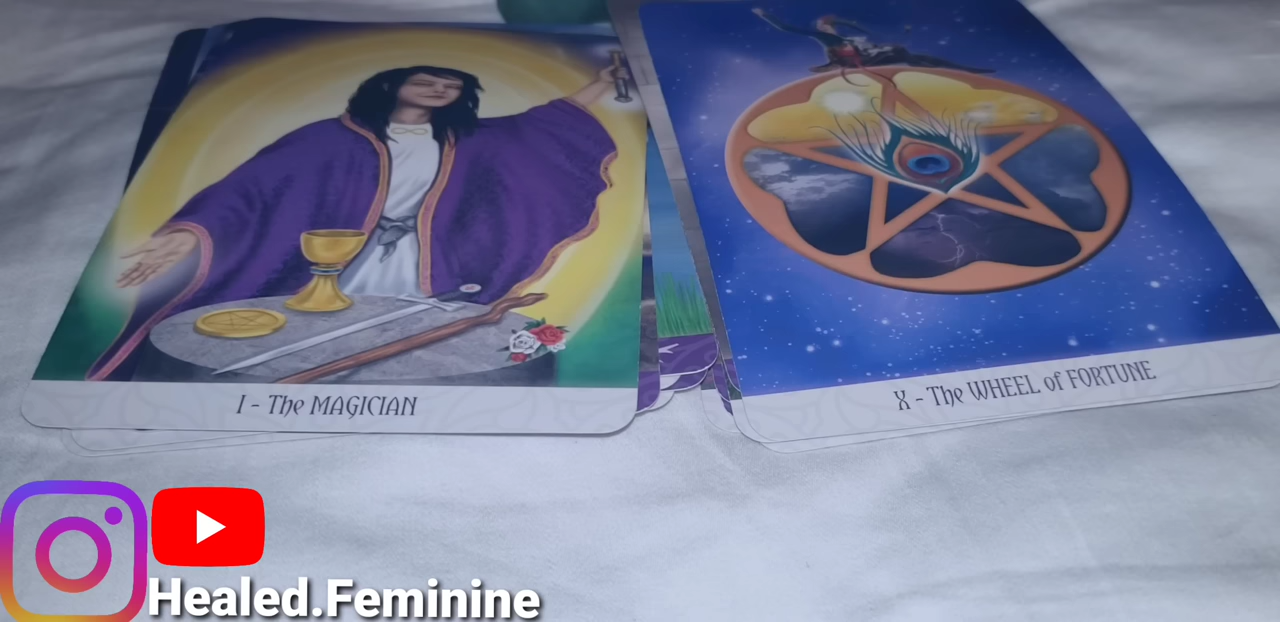 I - The MAGICIAN
X - The WHEEL of FORTUNE
Healed.Feminine